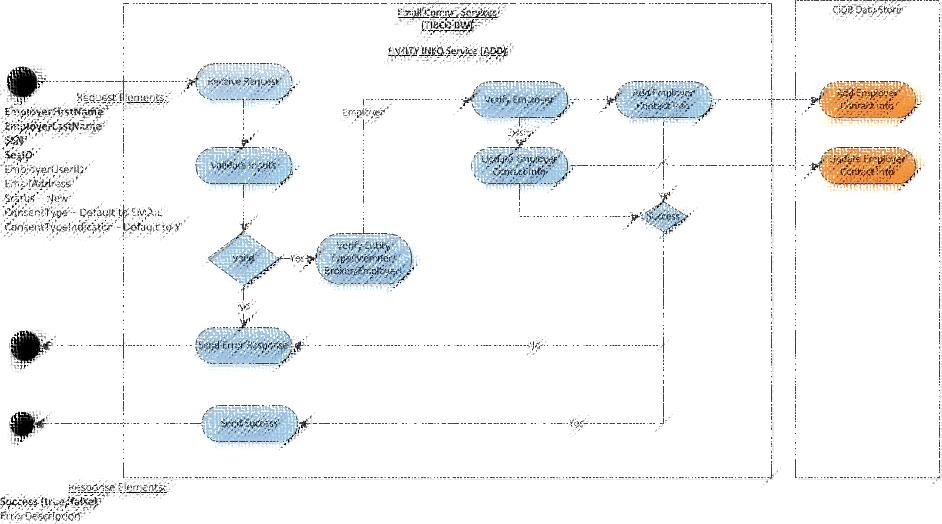 Email Comm. Services
(TIBCO BW)
ENTITY INFO Service (ADD)
CIDB Data Store
Receive Request
Request Elements:
EmployerFirstName
EmployerLastName
SSN
SesID
EmployerUserID
EmailAddress
Status - New
ConsentType - Default to EMAIL
ConsentTypeIndicator - Default to Y
Validate Inputs
Valid
Yes
No
Verify Entity
Type(Member/
Broker/Employer)
Employer
Verify Employer
Exists
Update Employer
Contact Info
Add Employer
Contact Info
Success
Add Employer
Contact Info
Update Employer
Contact Info
Send Error Response
No
Send Success
Yes
Response Elements:
Success (true/false)
ErrorDescription